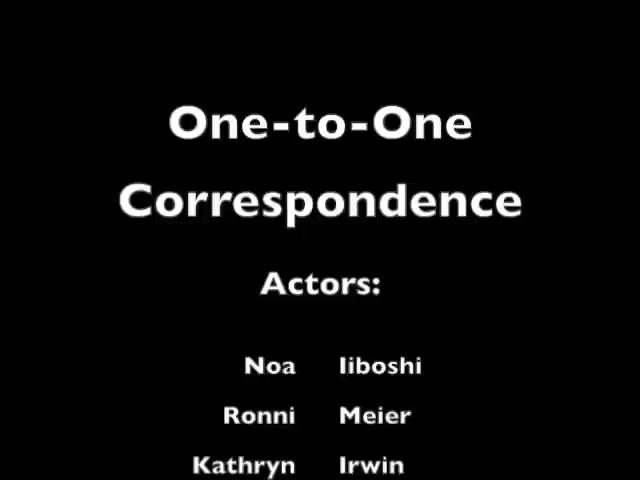 One-to-One
Correspondence
Actors:
Noa Iiboshi
Ronni Meier
Kathryn Irwin